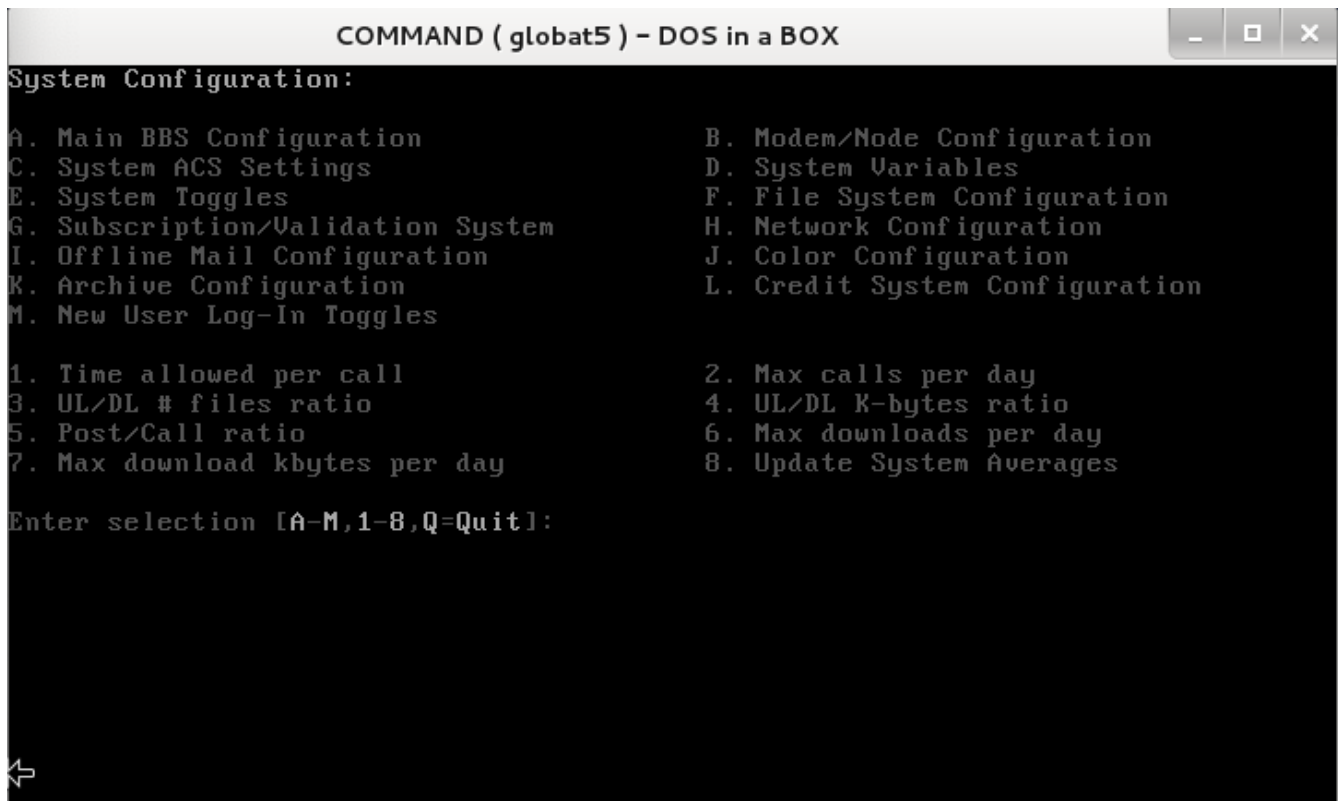 COMMAND ( globat5 ) - DOS in a BOX
System Configuration:
A. Main BBS Configuration B. Modem/Node Configuration
C. System ACS Settings D. System Variables
E. System Toggles F. File System Configuration
G. Subscription/Validation System H. Network Configuration
I. Offline Mail Configuration J. Color Configuration
K. Archive Configuration L. Credit System Configuration
M. New User Log-In Toggles
1. Time allowed per call 2. Max calls per day
3. UL/DL # files ratio 4. UL/DL K-bytes ratio
5. Post/Call ratio 6. Max downloads per day
7. Max download kbytes per day 8. Update System Averages
Enter selection [A-M,1-8,Q=Quit]: